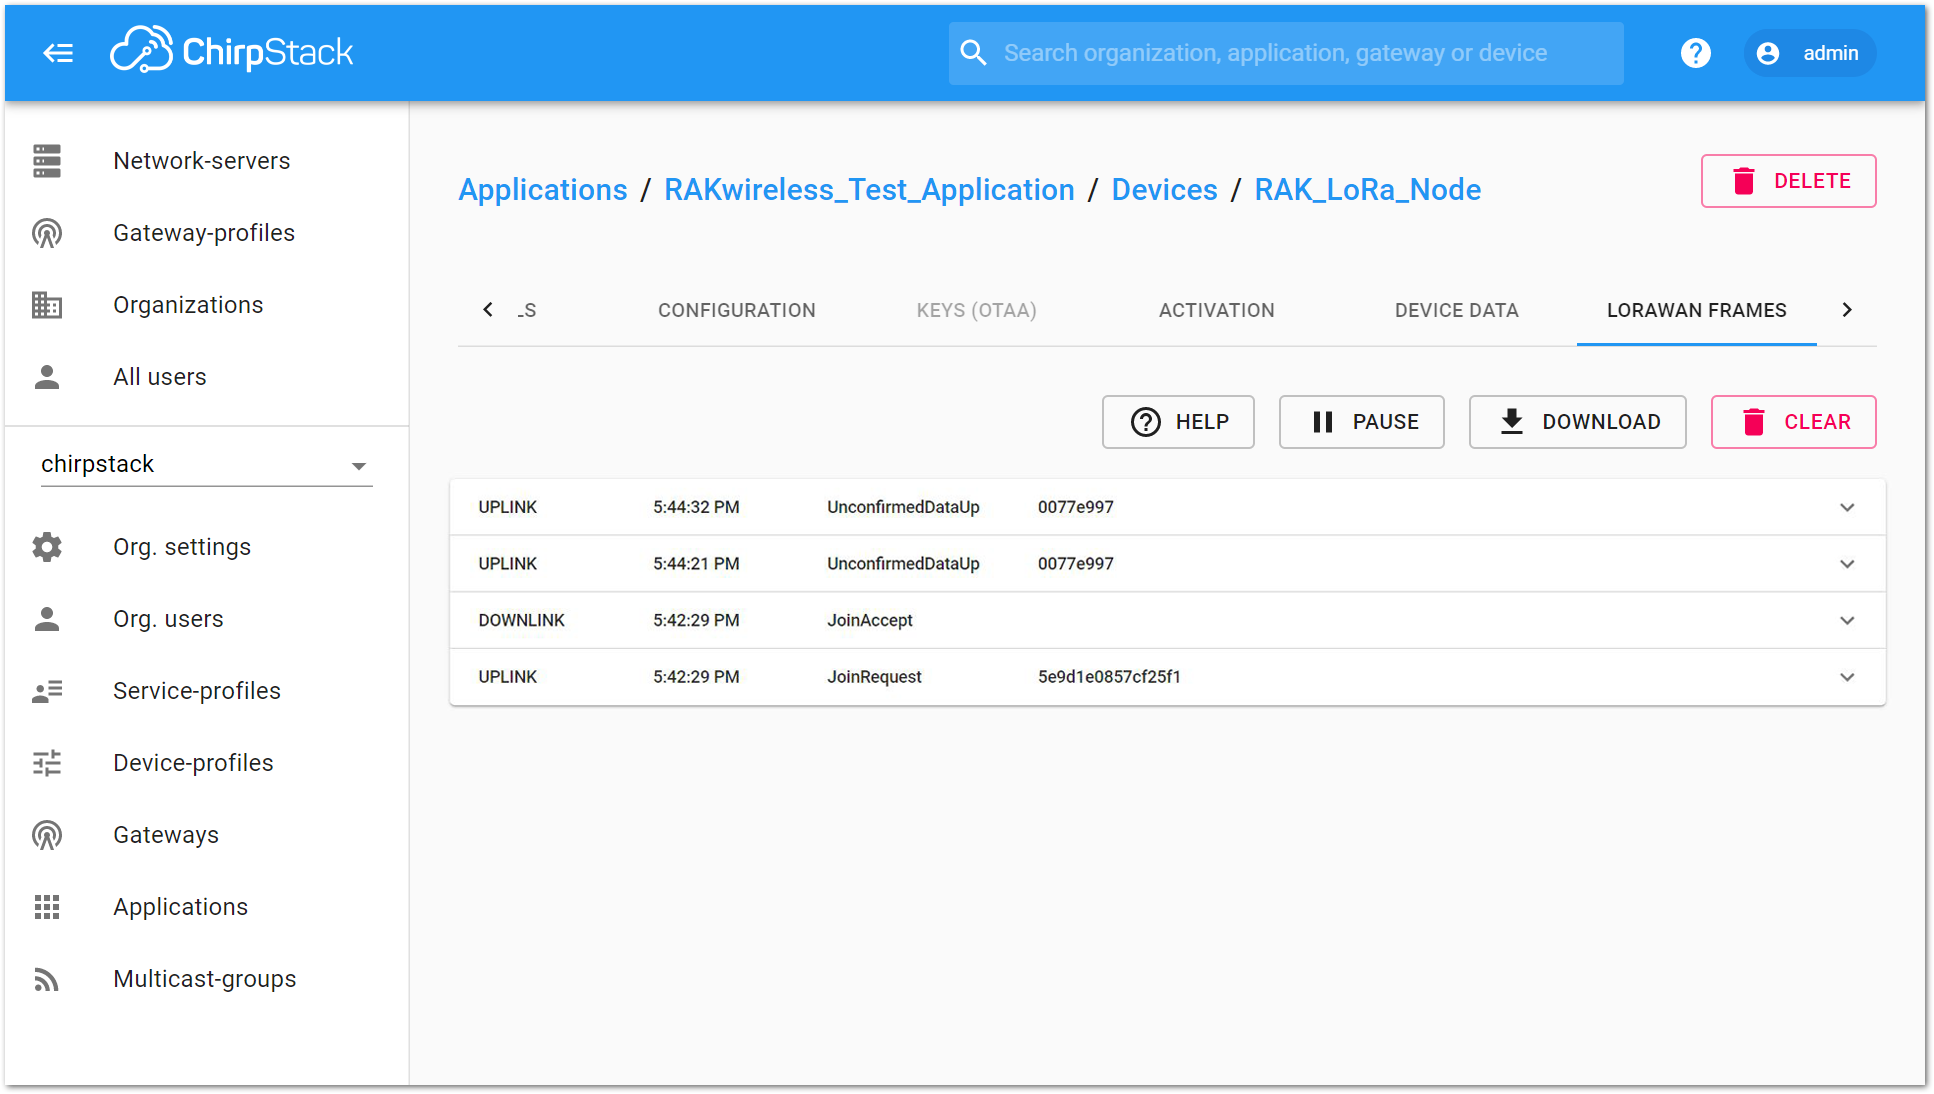 ChirpStack
Search organization, application, gateway or device
? admin
Network-servers
Gateway-profiles
Organizations
All users
chirpstack
Org. settings
Org. users
Service-profiles
Device-profiles
Gateways
Applications
Multicast-groups
Applications / RAKwireless_Test_Application / Devices / RAK_LoRa_Node
DELETE
LS CONFIGURATION KEYS (OTAA) ACTIVATION DEVICE DATA LORAWAN FRAMES
? HELP PAUSE DOWNLOAD CLEAR
UPLINK 5:44:32 PM UnconfirmedDataUp 0077e997
UPLINK 5:44:21 PM UnconfirmedDataUp 0077e997
DOWNLINK 5:42:29 PM JoinAccept
UPLINK 5:42:29 PM JoinRequest 5e9d1e0857cf25f1